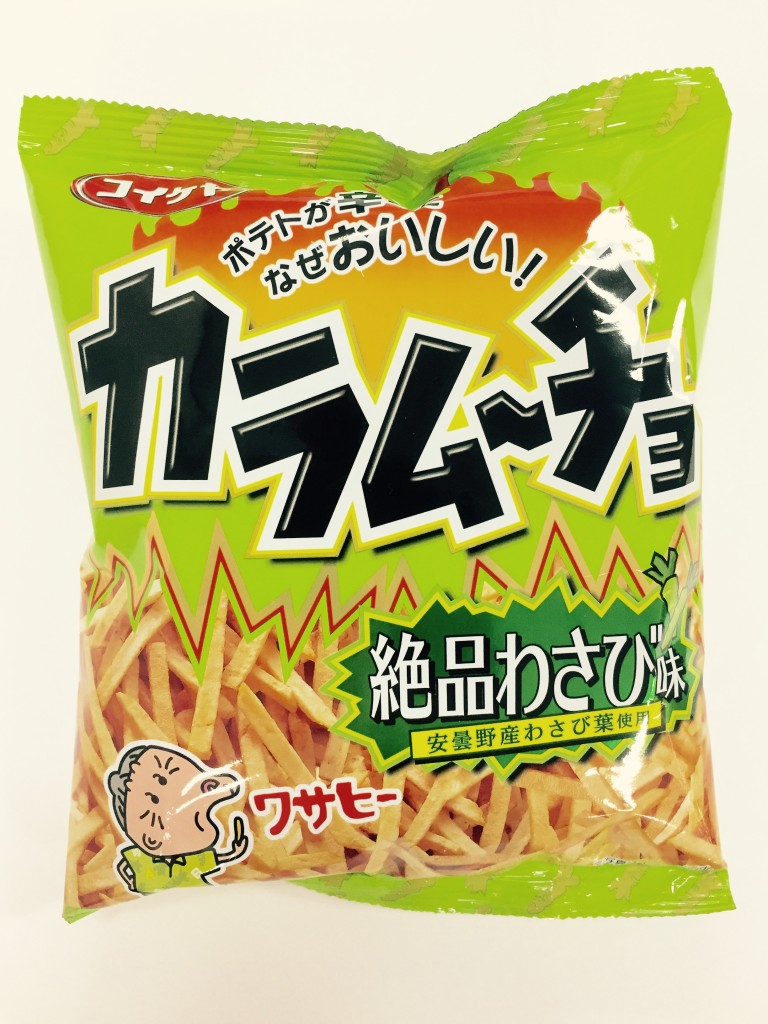 コイケヤ
ポテトが辛くて
なぜおいしい!
カラムーチョ
絶品わさび味
安曇野産わさび葉使用
ワサヒー